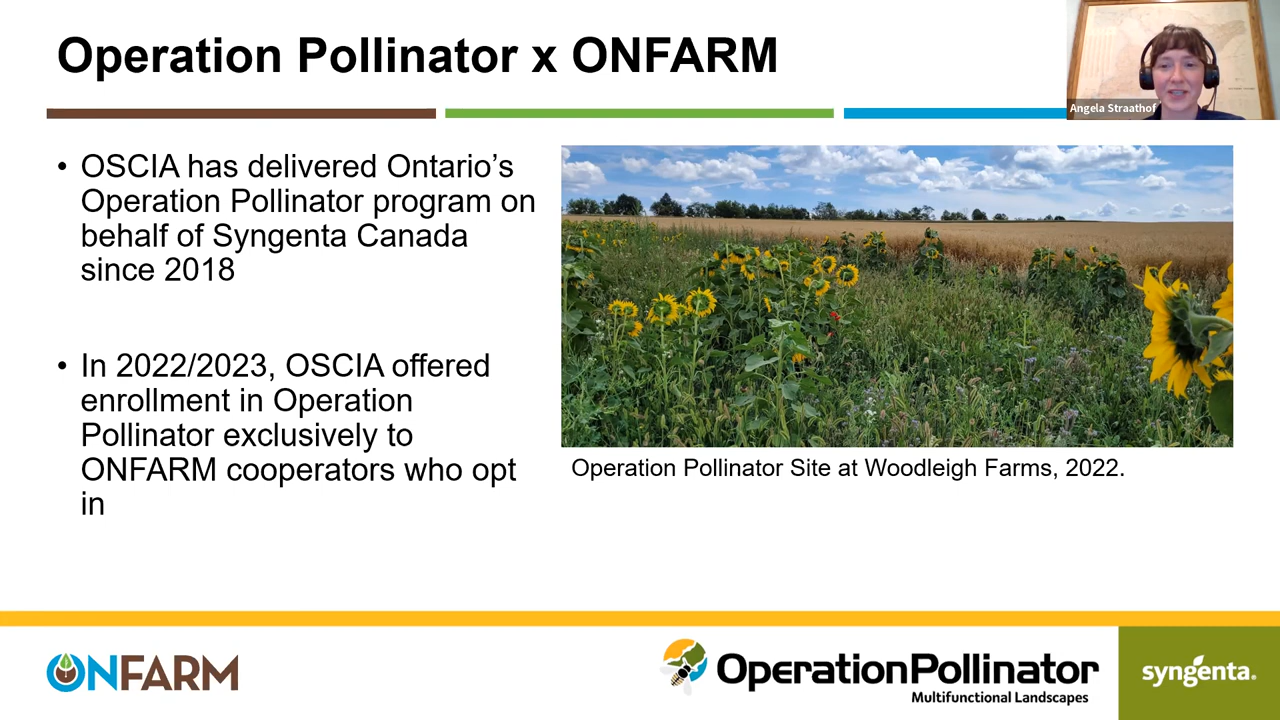 Operation Pollinator x ONFARM
Angela Straathof
• OSCIA has delivered Ontario’s
Operation Pollinator program on
behalf of Syngenta Canada
since 2018
• In 2022/2023, OSCIA offered
enrollment in Operation
Pollinator exclusively to
ONFARM cooperators who opt
in
Operation Pollinator Site at Woodleigh Farms, 2022.
ONFARM
OperationPollinator
Multifunctional Landscapes
syngenta®